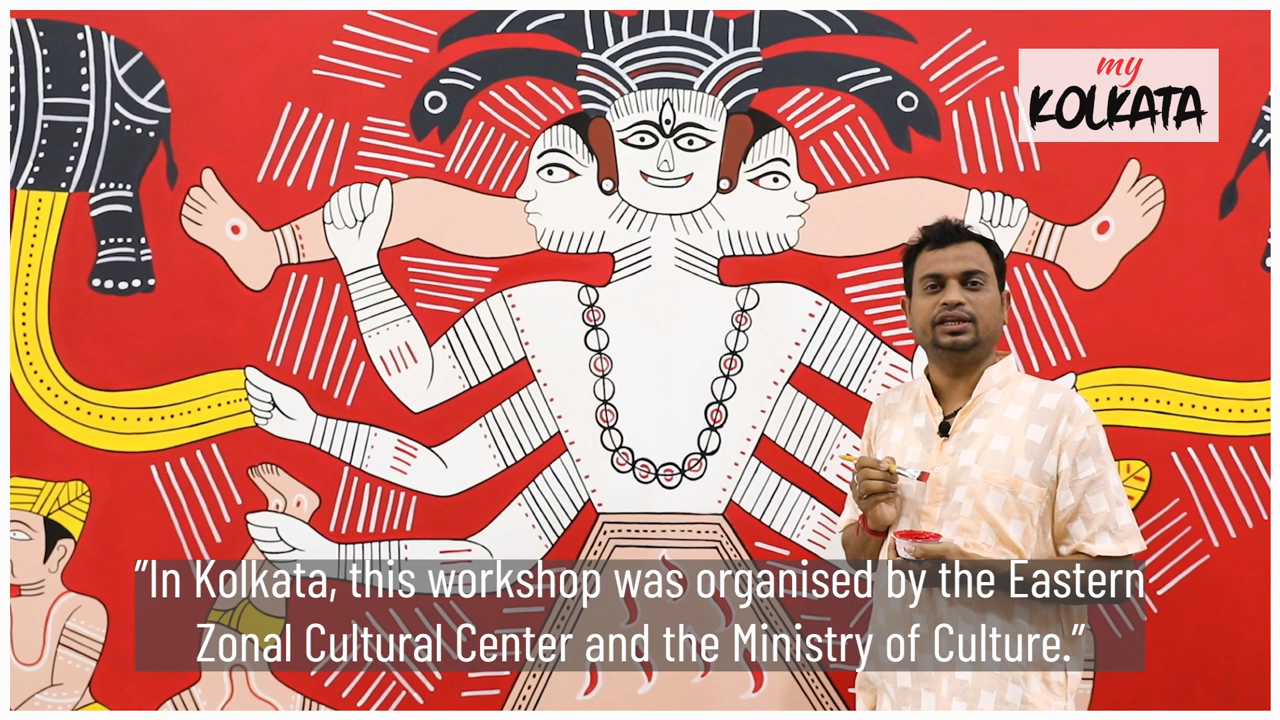 my
KOLKATA
"In Kolkata, this workshop was organised by the Eastern
Zonal Cultural Center and the Ministry of Culture."